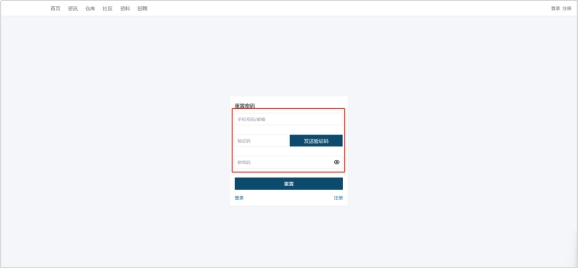 首页 资讯 仓库 社区 资料 招聘
登录 注册
重置密码
手机号码/邮箱
验证码 发送验证码
新密码
重置
登录 注册